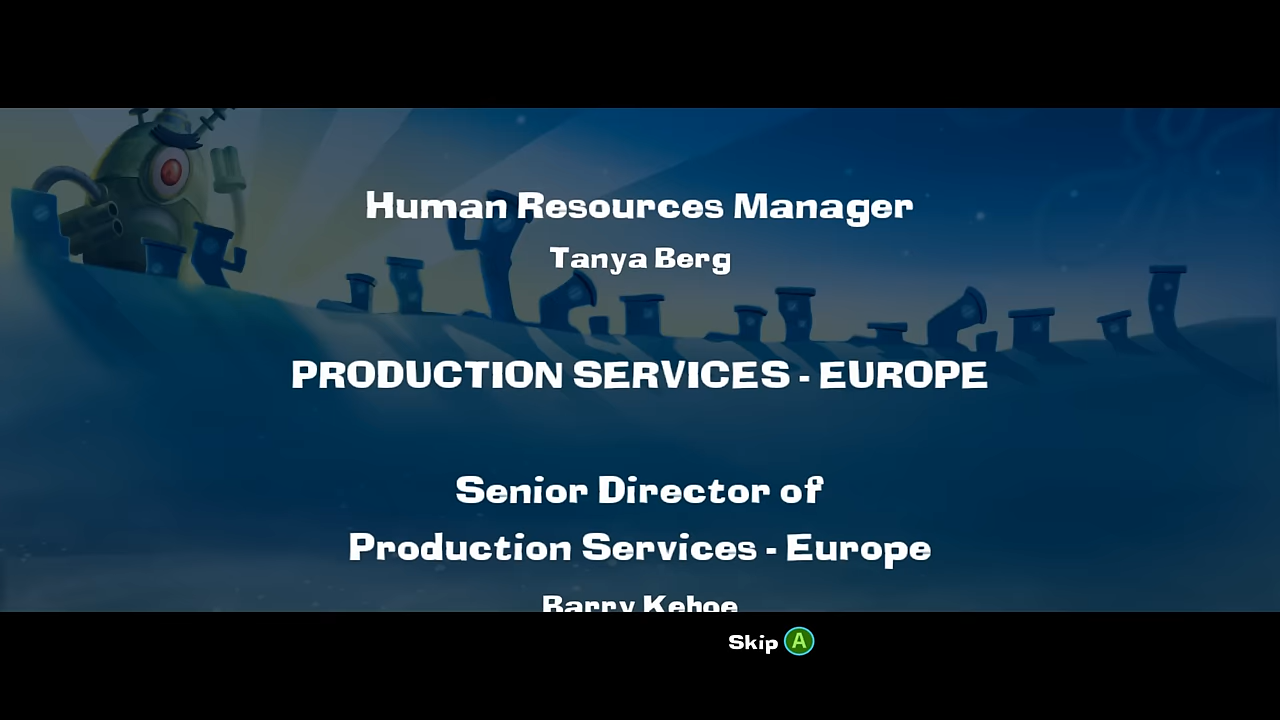 Human Resources Manager
Tanya Berg
PRODUCTION SERVICES - EUROPE
Senior Director of
Production Services - Europe
Barry Kehoe
Skip A